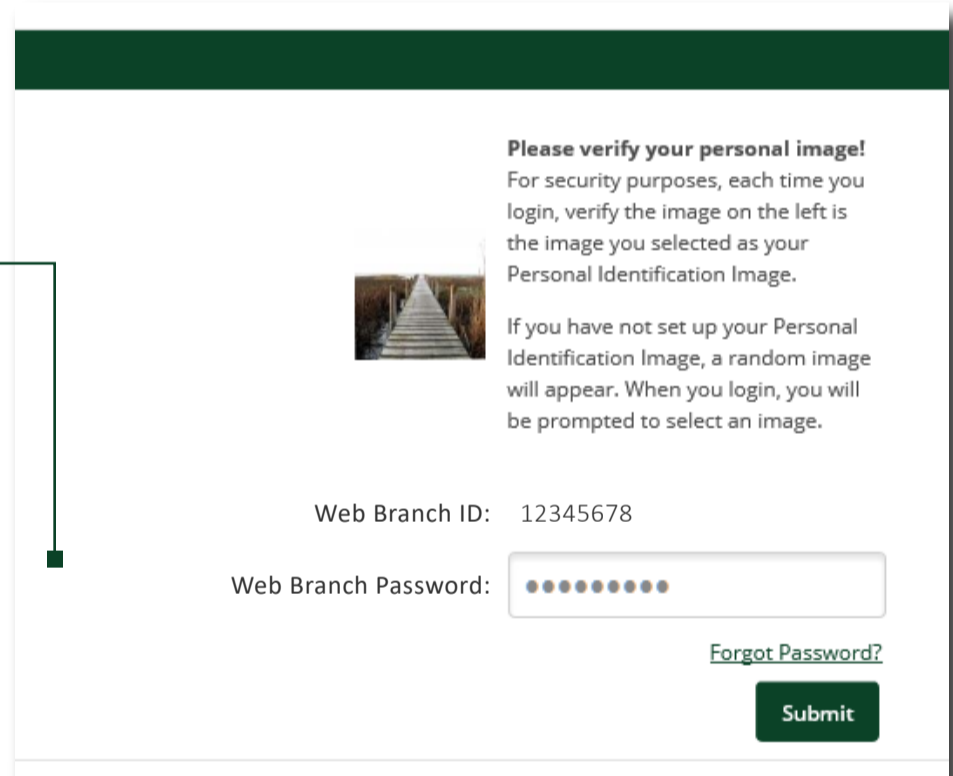 Please verify your personal image!
For security purposes, each time you
login, verify the image on the left is
the image you selected as your
Personal Identification Image.
If you have not set up your Personal
Identification Image, a random image
will appear. When you login, you will
be prompted to select an image.
Web Branch ID: 12345678
Web Branch Password: ●●●●●●●●●
Forgot Password?
Submit